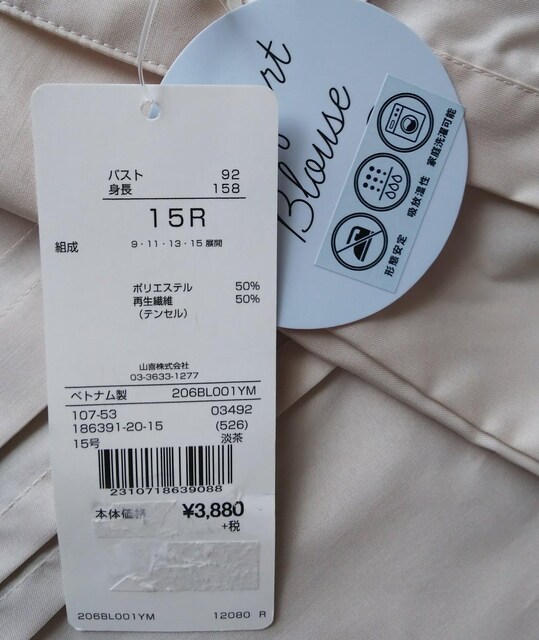 バスト 92
身長 158
15R
9・11・13・15 展開
組成
ポリエステル 50%
再生繊維 50%
(テンセル)
山喜株式会社
03-3633-1277
ベトナム製 206BL001YM
107-53 03492
186391-20-15 (526)
15号 淡茶
2310718639088
本体価格 ¥3,880
+税
206BL001YM 12080 R
Blouse
家庭洗濯可能
吸放湿性
形態安定